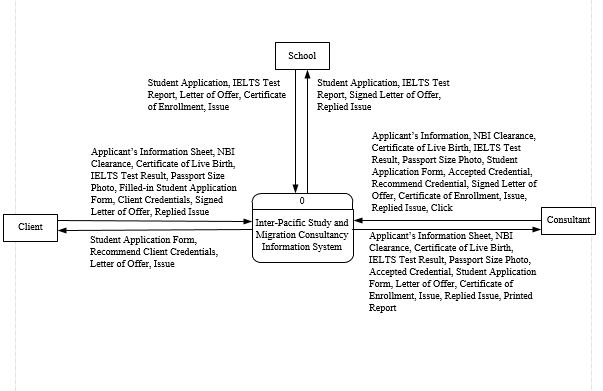 School
Student Application, IELTS Test
Report, Letter of Offer, Certificate
of Enrollment, Issue
Student Application, IELTS Test
Report, Signed Letter of Offer,
Replied Issue
Applicant's Information Sheet, NBI
Clearance, Certificate of Live Birth,
IELTS Test Result, Passport Size
Photo, Filled-in Student Application
Form, Client Credentials, Signed
Letter of Offer, Replied Issue
Applicant's Information, NBI Clearance,
Certificate of Live Birth, IELTS Test
Result, Passport Size Photo, Student
Application Form, Accepted Credential,
Recommend Credential, Signed Letter of
Offer, Certificate of Enrollment, Issue,
Replied Issue, Click
0
Inter-Pacific Study and
Migration Consultancy
Information System
Client
Consultant
Student Application Form,
Recommend Client Credentials,
Letter of Offer, Issue
Applicant's Information Sheet, NBI
Clearance, Certificate of Live Birth,
IELTS Test Result, Passport Size Photo,
Accepted Credential, Student Application
Form, Letter of Offer, Certificate of
Enrollment, Issue, Replied Issue, Printed
Report